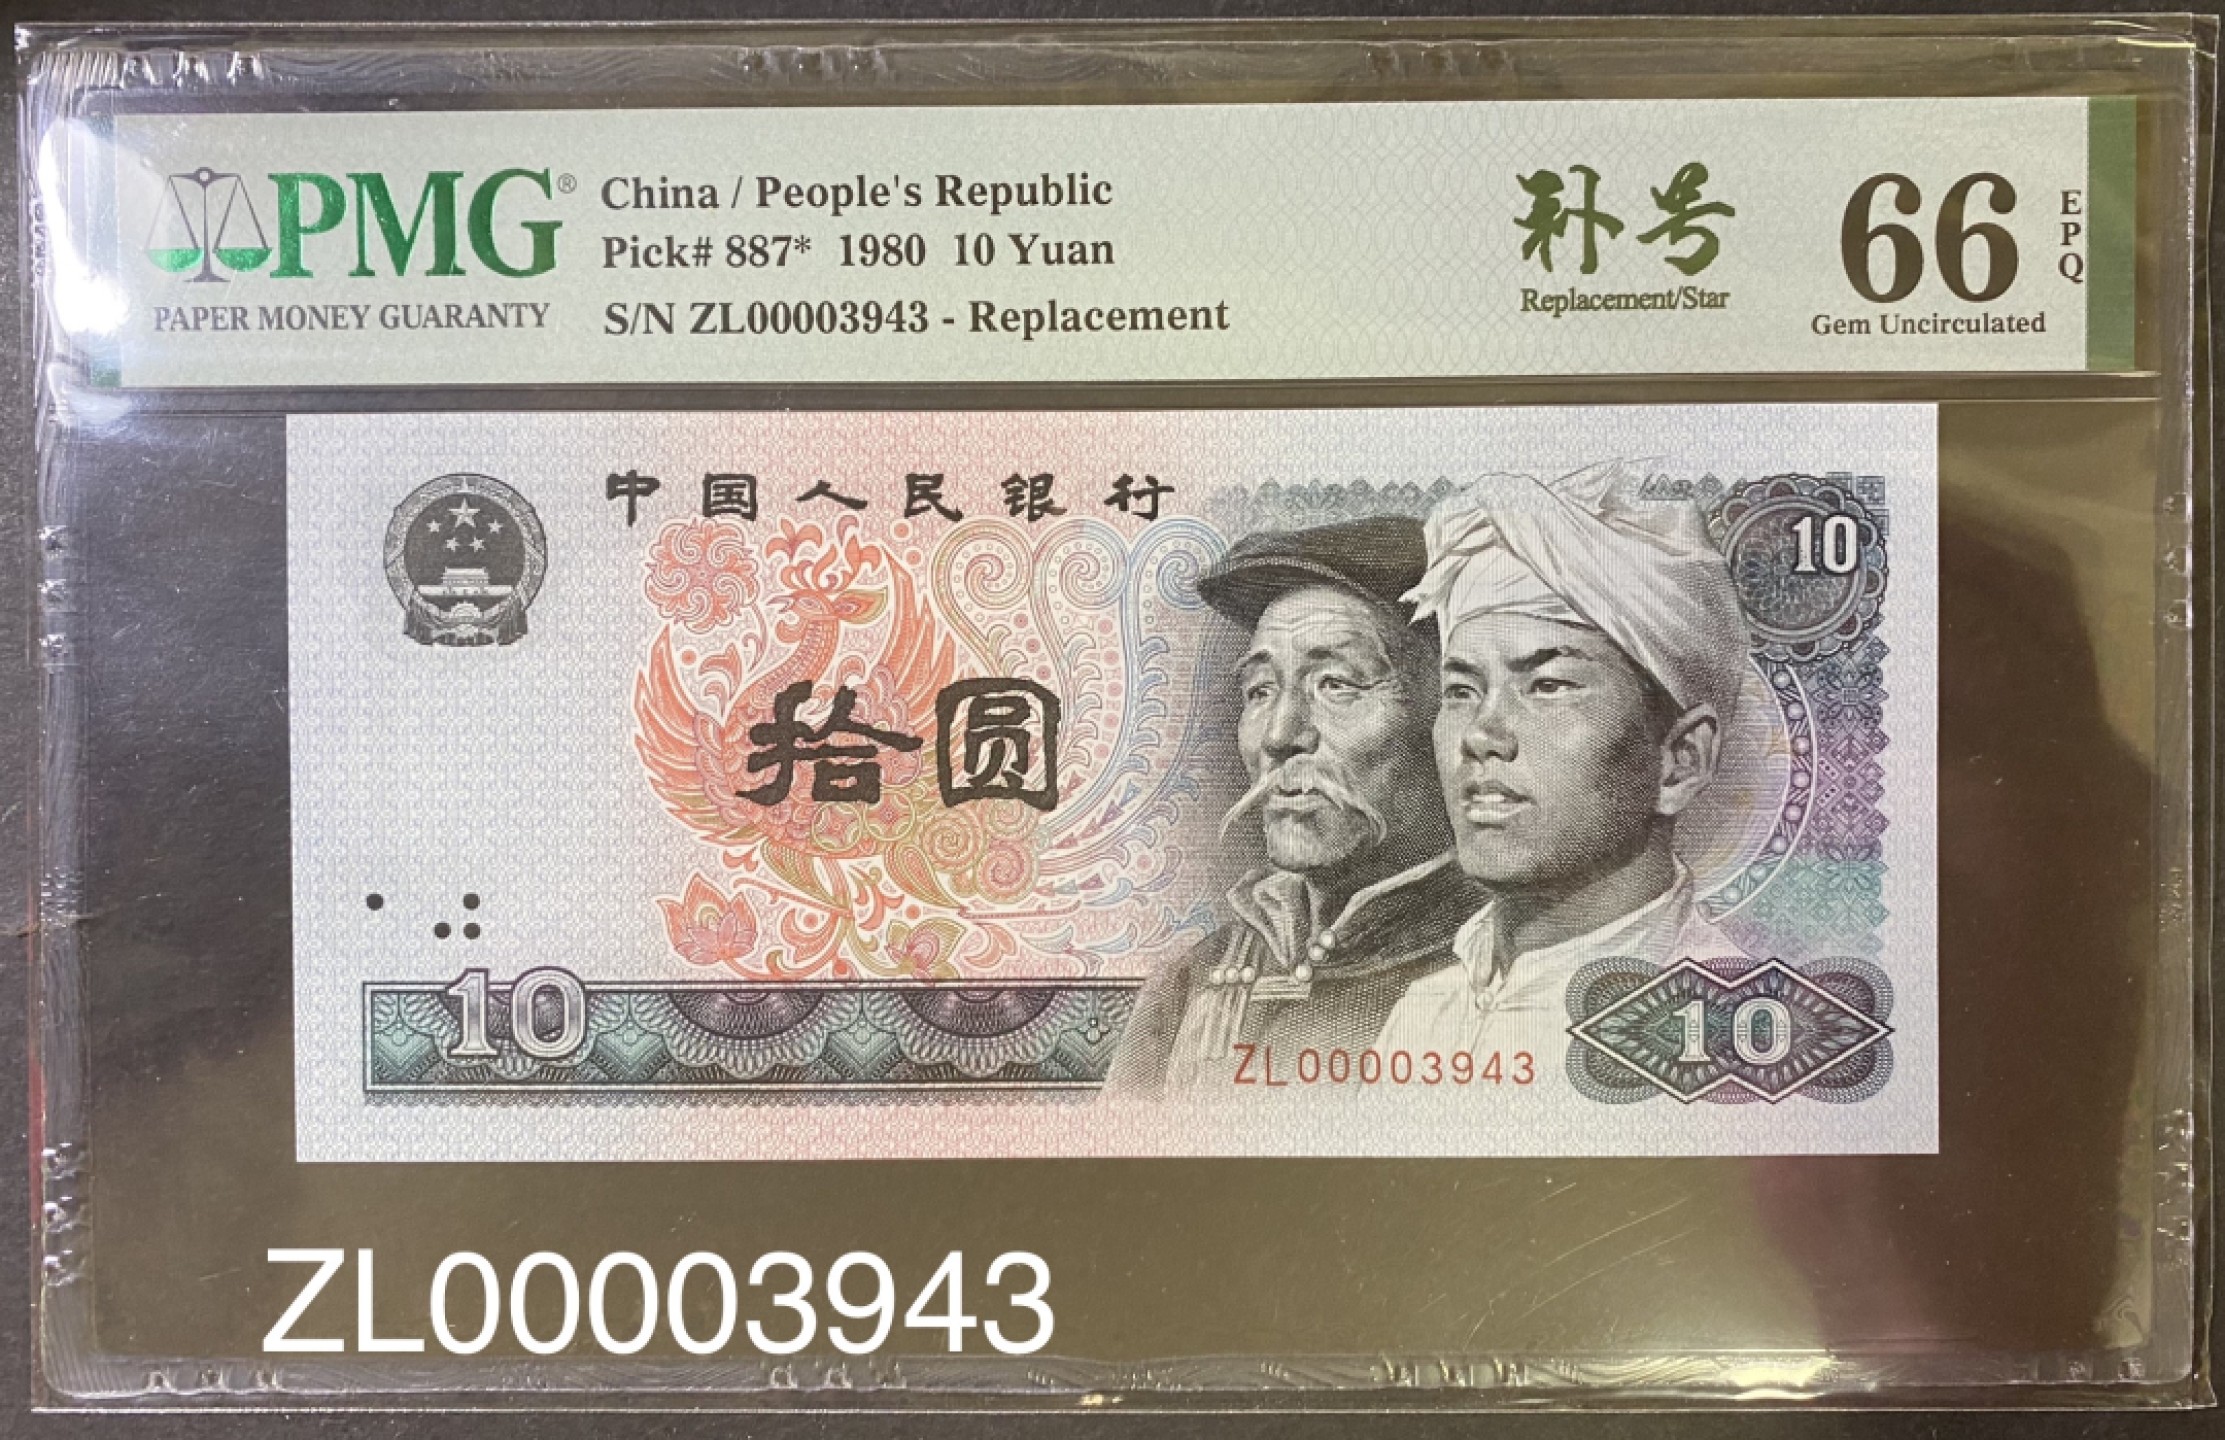 PMG®
PAPER MONEY GUARANTY
China / People's Republic
Pick# 887*  1980  10 Yuan
S/N ZL00003943 - Replacement
补号
Replacement/Star
66
EPQ
Gem Uncirculated
中国人民银行
10
拾圆
10
10
ZL00003943
ZL00003943